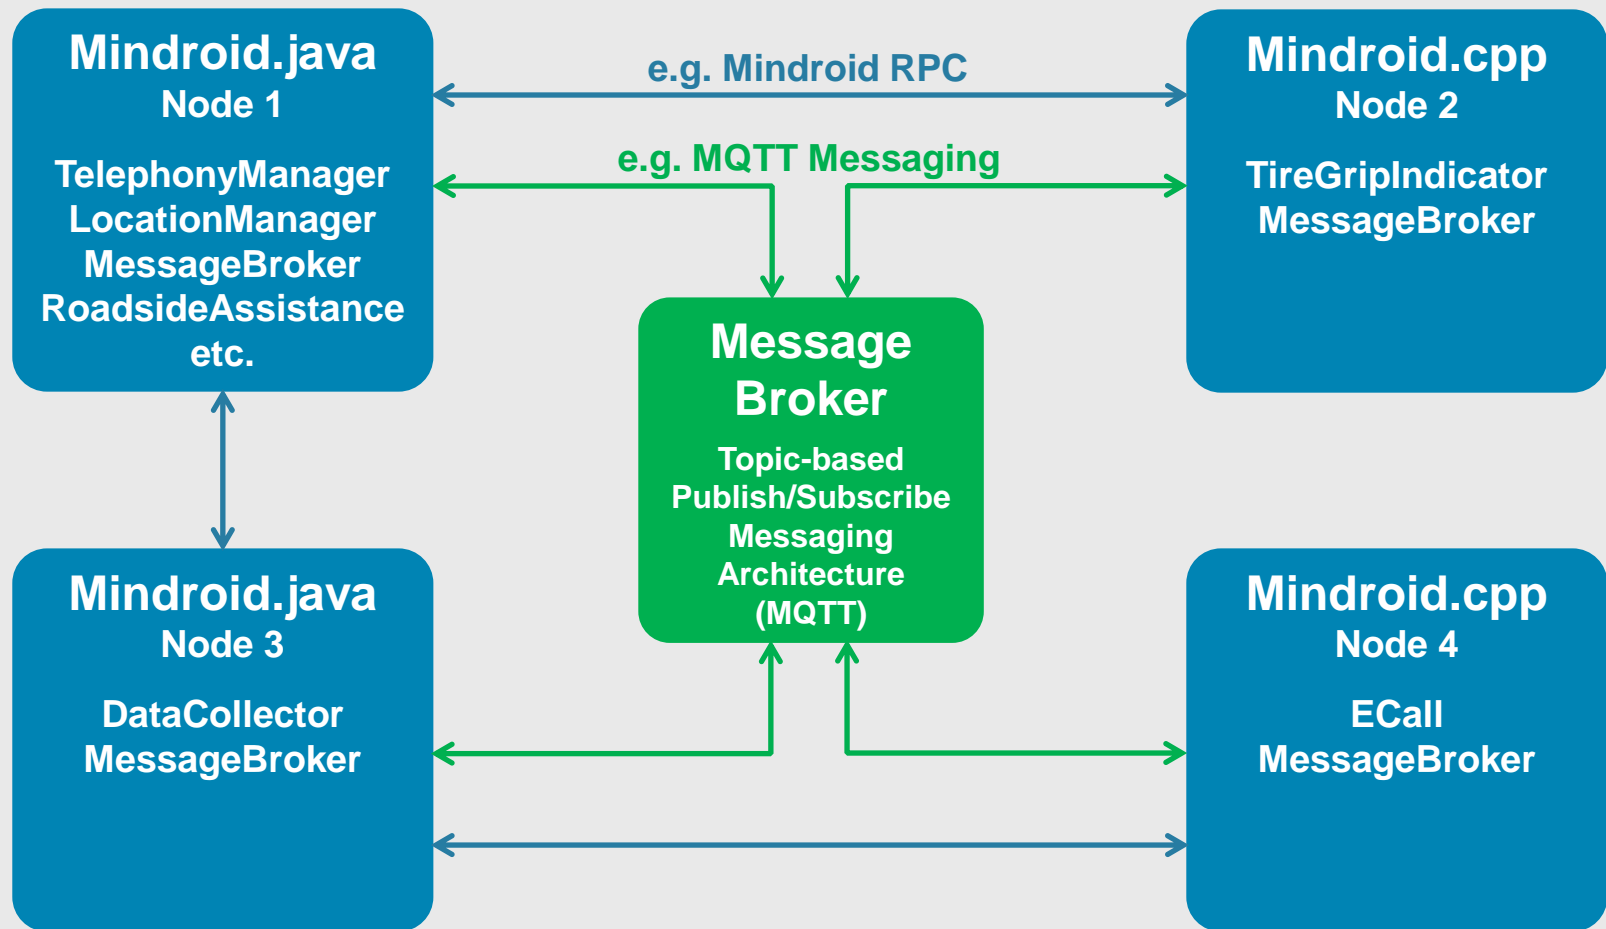 Mindroid.java
Node 1
TelephonyManager
LocationManager
MessageBroker
RoadsideAssistance
etc.
e.g. Mindroid RPC
e.g. MQTT Messaging
Mindroid.cpp
Node 2
TireGripIndicator
MessageBroker
Message
Broker
Topic-based
Publish/Subscribe
Messaging
Architecture
(MQTT)
Mindroid.java
Node 3
DataCollector
MessageBroker
Mindroid.cpp
Node 4
ECall
MessageBroker